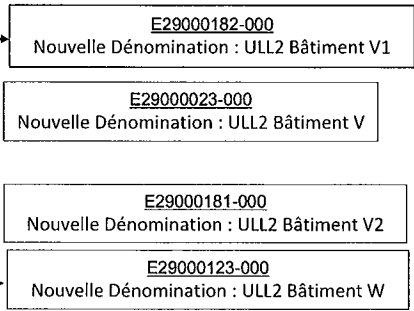 E29000182-000
Nouvelle Dénomination : ULL2 Bâtiment V1
E29000023-000
Nouvelle Dénomination : ULL2 Bâtiment V
E29000181-000
Nouvelle Dénomination : ULL2 Bâtiment V2
E29000123-000
Nouvelle Dénomination : ULL2 Bâtiment W